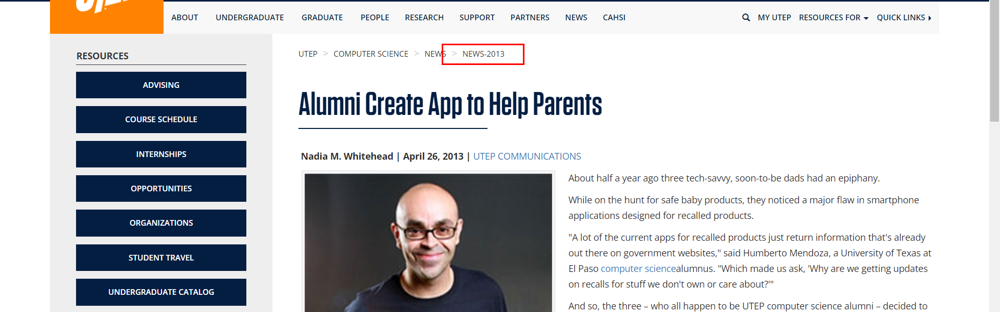 ABOUT UNDERGRADUATE GRADUATE PEOPLE RESEARCH SUPPORT PARTNERS NEWS CAHSI MY UTEP RESOURCES FOR QUICK LINKS
RESOURCES
ADVISING
COURSE SCHEDULE
INTERNSHIPS
OPPORTUNITIES
ORGANIZATIONS
STUDENT TRAVEL
UNDERGRADUATE CATALOG
UTEP > COMPUTER SCIENCE > NEWS > NEWS-2013
Alumni Create App to Help Parents
Nadia M. Whitehead | April 26, 2013 | UTEP COMMUNICATIONS
About half a year ago three tech-savvy, soon-to-be dads had an epiphany.
While on the hunt for safe baby products, they noticed a major flaw in smartphone
applications designed for recalled products.
"A lot of the current apps for recalled products just return information that's already
out there on government websites," said Humberto Mendoza, a University of Texas at
El Paso computer sciencealumnus. "Which made us ask, 'Why are we getting updates
on recalls for stuff we don't own or care about?'"
And so, the three – who all happen to be UTEP computer science alumni – decided to